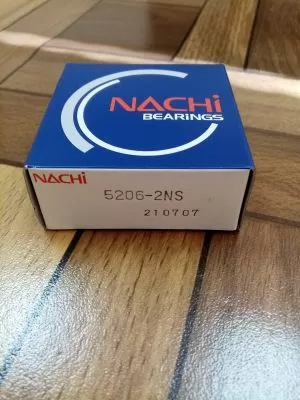 NACHi
BEARINGS
NACHi
5206-2NS
210707